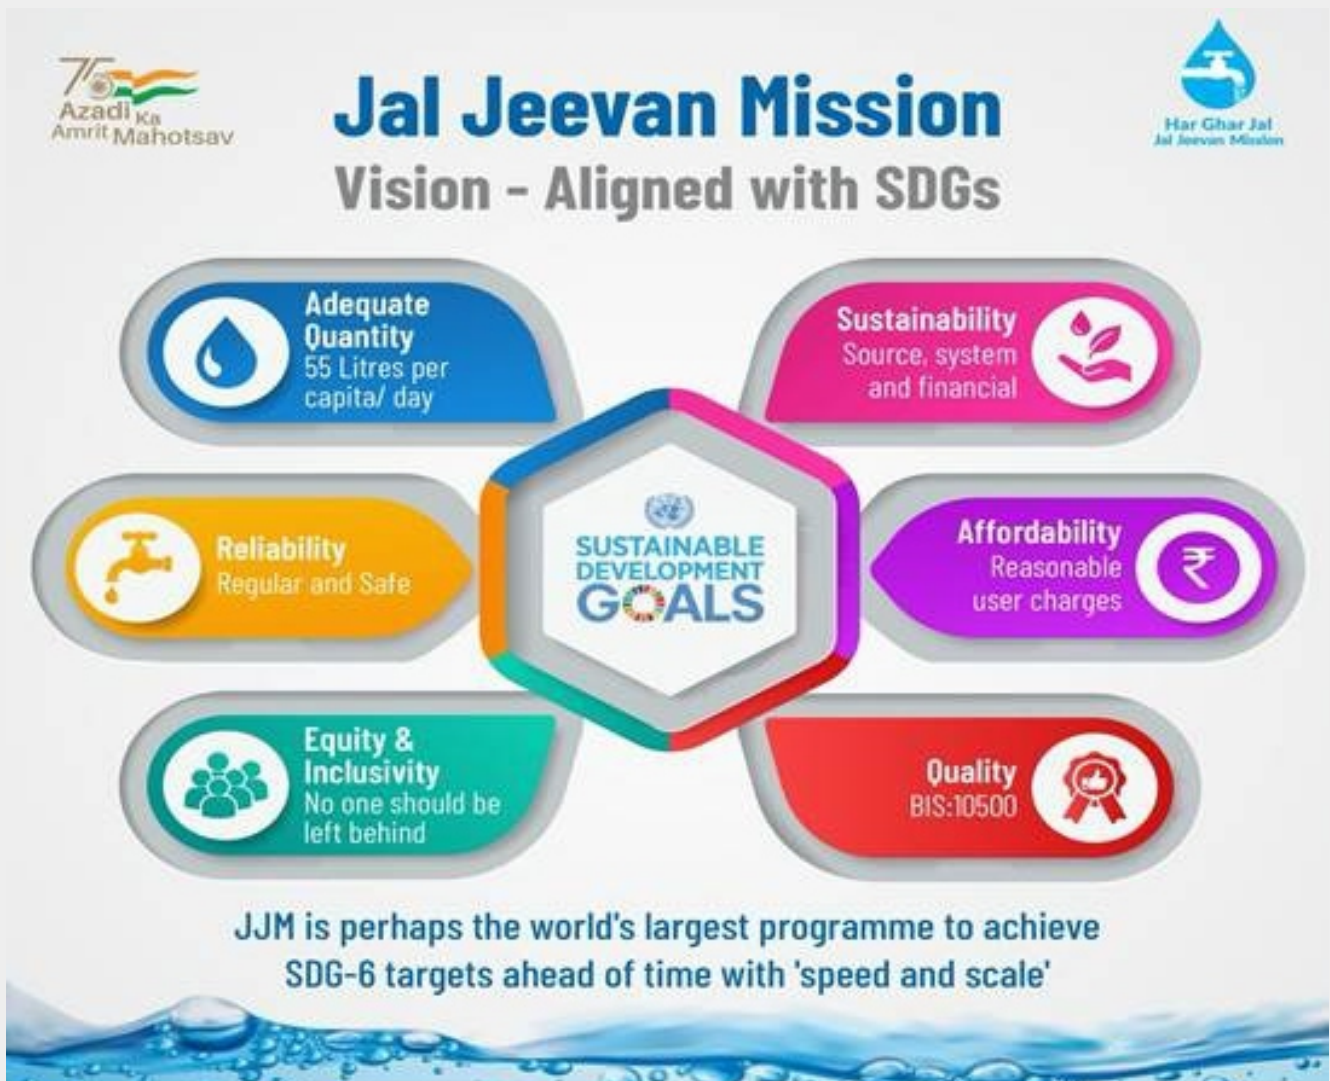 75
Azadi Ka
Amrit Mahotsav
Jal Jeevan Mission
Vision - Aligned with SDGs
Har Ghar Jal
Jal Jeevan Mission
Adequate
Quantity
55 Litres per
capita/ day
Sustainability
Source, system
and financial
Reliability
Regular and Safe
SUSTAINABLE
DEVELOPMENT
GOALS
Affordability
Reasonable
user charges
₹
Equity &
Inclusivity
No one should be
left behind
Quality
BIS:10500
JJM is perhaps the world's largest programme to achieve
SDG-6 targets ahead of time with 'speed and scale'